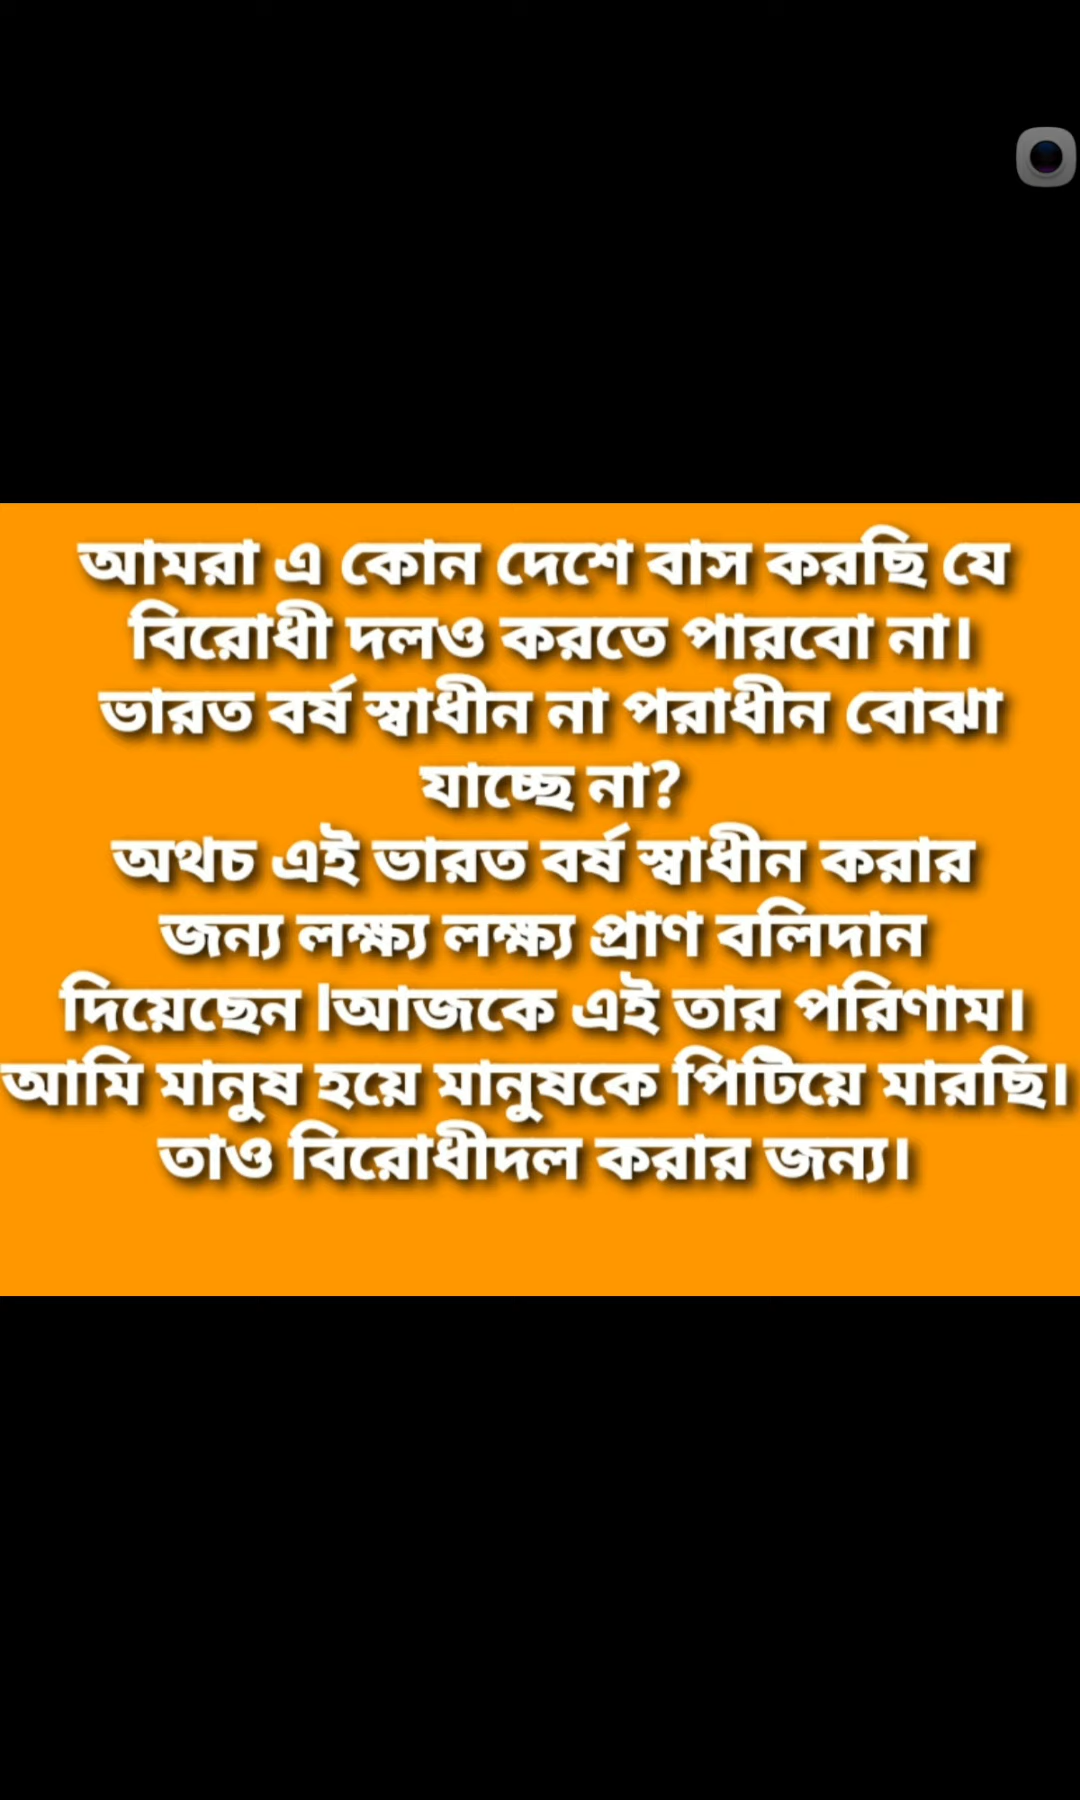 আমরা এ কোন দেশে বাস করছি যে
বিরোধী দলও করতে পারবো না।
ভারত বর্ষ স্বাধীন না পরাধীন বোঝা
যাচ্ছে না?
অথচ এই ভারত বর্ষ স্বাধীন করার
জন্য লক্ষ্য লক্ষ্য প্রাণ বলিদান
দিয়েছেন |আজকে এই তার পরিণাম।
আমি মানুষ হয়ে মানুষকে পিটিয়ে মারছি।
তাও বিরোধীদল করার জন্য।